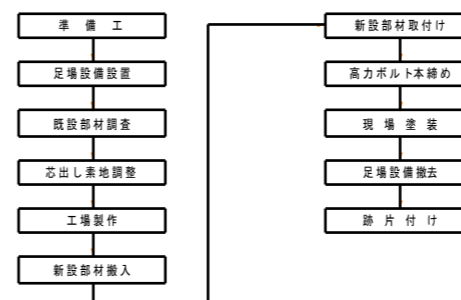 準備工
足場設備設置
既設部材調査
芯出し素地調整
工場製作
新設部材搬入
新設部材取付け
高力ボルト本締め
現場塗装
足場設備撤去
跡片付け